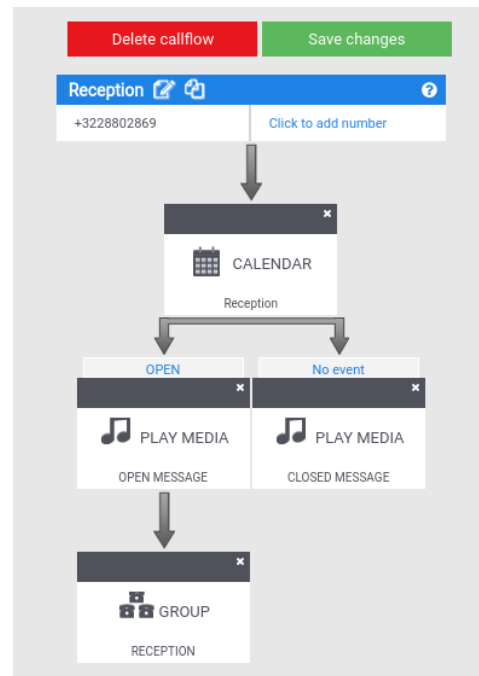 Delete callflow Save changes
Reception
+3228802869 Click to add number
CALENDAR
Reception
OPEN No event
PLAY MEDIA PLAY MEDIA
OPEN MESSAGE CLOSED MESSAGE
GROUP
RECEPTION